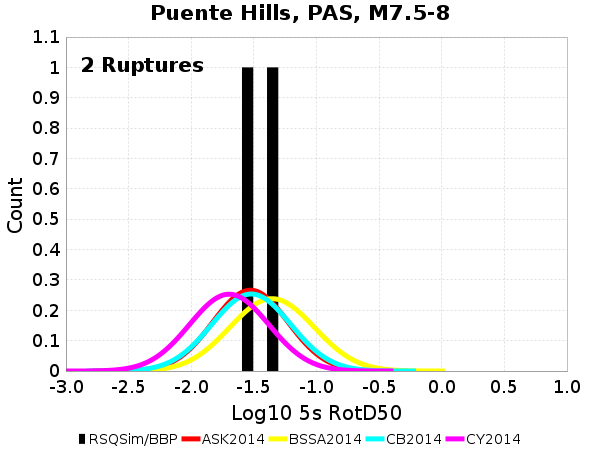 Puente Hills, PAS, M7.5-8
1.1
2 Ruptures
1
0.9
0.8
0.7
0.6
0.5
0.4
0.3
0.2
0.1
0
Count
-3.0 -2.5 -2.0 -1.5 -1.0 -0.5 0.0 0.5 1.0
Log10 5s RotD50
RSQSim/BBP ASK2014 BSSA2014 CB2014 CY2014